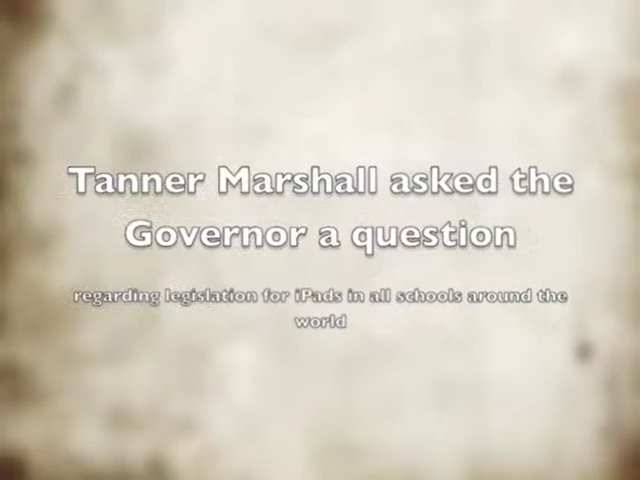 Tanner Marshall asked the
Governor a question
regarding legislation for iPads in all schools around the
world